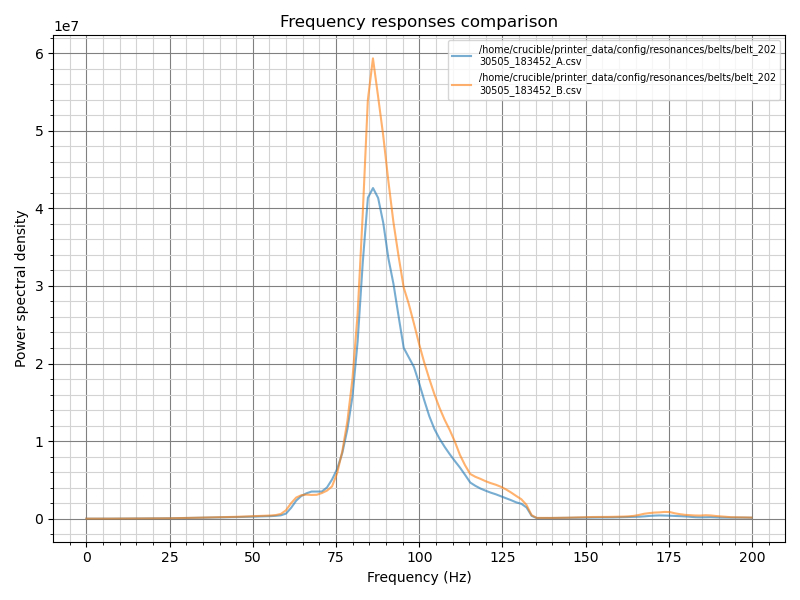 Frequency responses comparison
1e7
/home/crucible/printer_data/config/resonances/belts/belt_202
30505_183452_A.csv
/home/crucible/printer_data/config/resonances/belts/belt_202
30505_183452_B.csv
6
5
4
3
2
1
0
Power spectral density
0 25 50 75 100 125 150 175 200
Frequency (Hz)